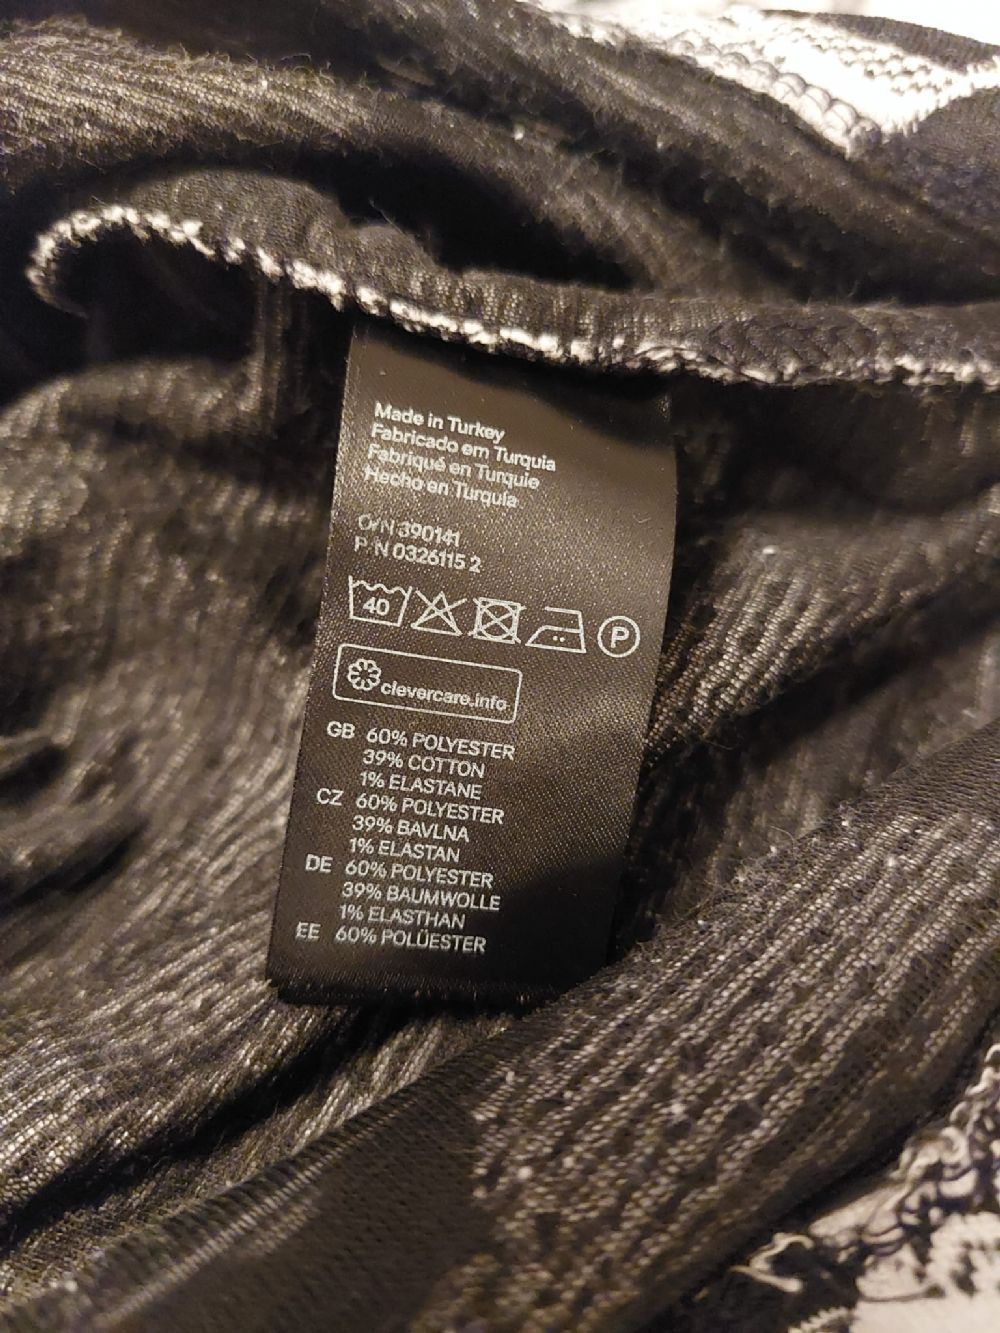 Made in Turkey
Fabricado em Turquia
Fabriqué en Turquie
Hecho en Turquía
O/N 390141
P/N 0326115 2
40
P
clevercare.info
GB 60% POLYESTER
39% COTTON
1% ELASTANE
CZ 60% POLYESTER
39% BAVLNA
1% ELASTAN
DE 60% POLYESTER
39% BAUMWOLLE
1% ELASTHAN
EE 60% POLÜESTER